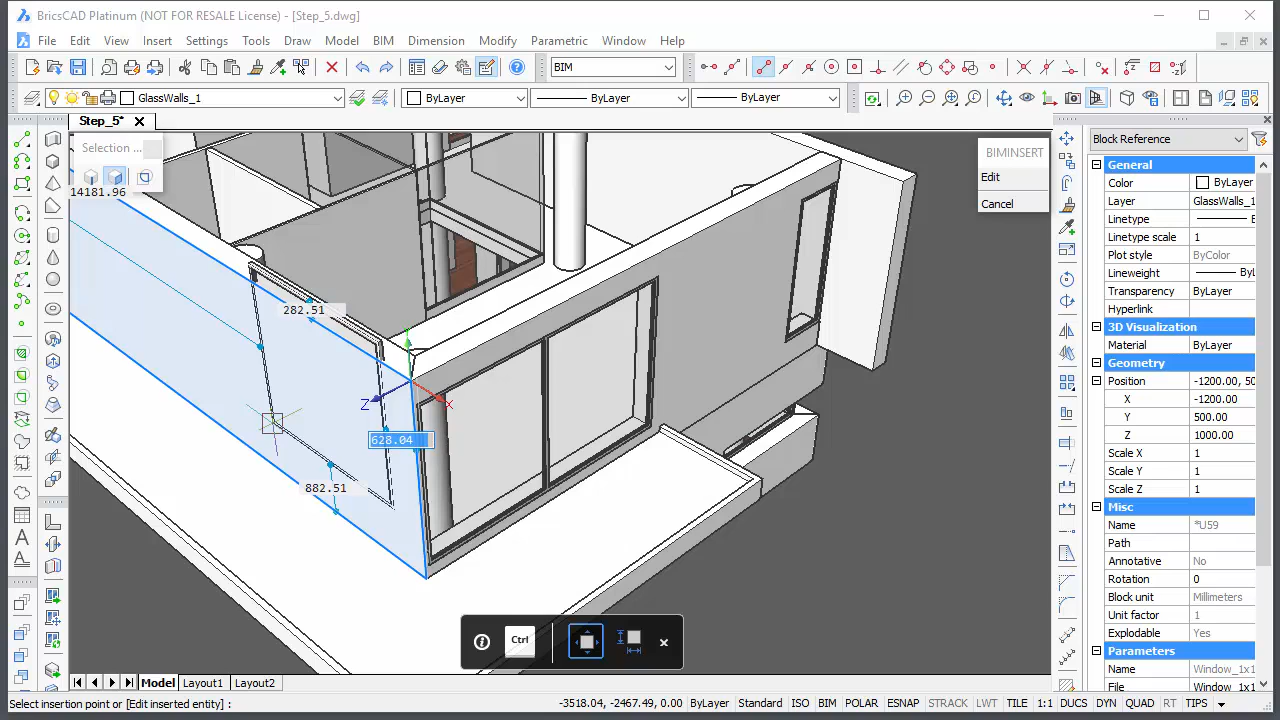 BricsCAD Platinum (NOT FOR RESALE License) - [Step_5.dwg]
File Edit View Insert Settings Tools Draw Model BIM Dimension Modify Parametric Window Help
BIM
GlassWalls_1 ByLayer ByLayer ByLayer
Step_5*
Selection ...
14181.96
BIMINSERT
Edit
Cancel
282.51
Z X
628.04
882.51
Ctrl
Block Reference
General
Color ByLayer
Layer GlassWalls_1
Linetype
Linetype scale 1
Plot style ByColor
Lineweight
Transparency ByLayer
Hyperlink
3D Visualization
Material ByLayer
Geometry
Position -1200.00, 50
X -1200.00
Y 500.00
Z 1000.00
Scale X 1
Scale Y 1
Scale Z 1
Misc
Name *U59
Path
Annotative No
Rotation 0
Block unit Millimeters
Unit factor 1
Explodable Yes
Parameters
Name Window_1x1
File Window_1x
Model Layout1 Layout2
Select insertion point or [Edit inserted entity] : -3518.04, -2467.49, 0.00 ByLayer Standard ISO BIM POLAR ESNAP STRACK LWT TILE 1:1 DUCS DYN QUAD RT TIPS